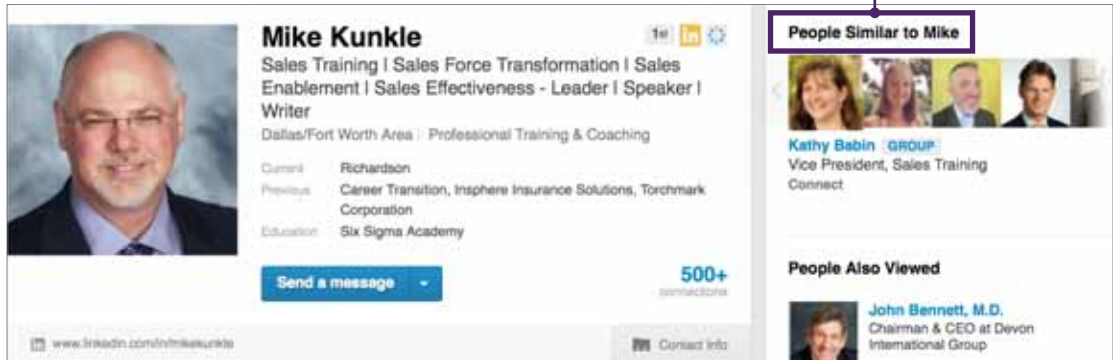 Mike Kunkle
1st in
Sales Training | Sales Force Transformation | Sales
Enablement | Sales Effectiveness - Leader | Speaker |
Writer
Dallas/Fort Worth Area | Professional Training & Coaching
Current Richardson
Previous Career Transition, Insphere Insurance Solutions, Torchmark
Corporation
Education Six Sigma Academy
Send a message
500+
connections
www.linkedin.com/in/mikekunkle
Contact Info
People Similar to Mike
Kathy Babin GROUP
Vice President, Sales Training
Connect
People Also Viewed
John Bennett, M.D.
Chairman & CEO at Devon
International Group